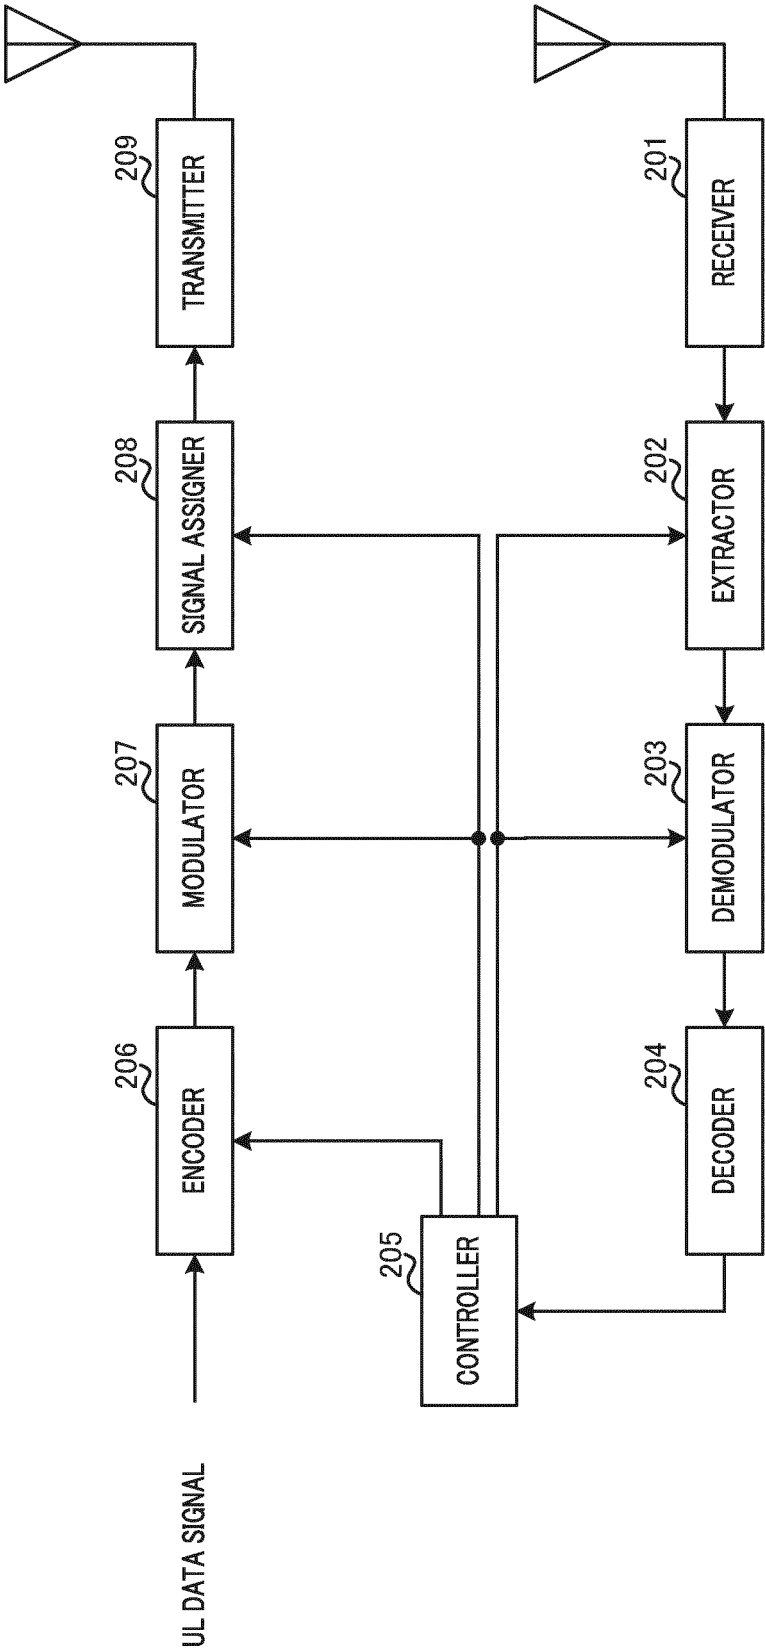 UL DATA SIGNAL
206
ENCODER
207
MODULATOR
208
SIGNAL ASSIGNER
209
TRANSMITTER
205
CONTROLLER
204
DECODER
203
DEMODULATOR
202
EXTRACTOR
201
RECEIVER